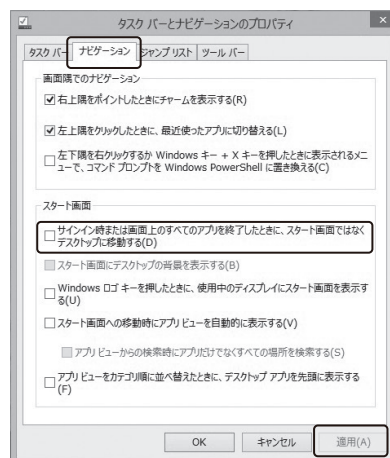 タスク バーとナビゲーションのプロパティ
タスク バー ナビゲーション ジャンプ リスト ツール バー
画面隅でのナビゲーション
右上隅をポイントしたときにチャームを表示する(R)
左上隅をクリックしたときに、最近使ったアプリに切り替える(L)
左下隅を右クリックするか Windows キー + X キーを押したときに表示されるメニ
ューで、コマンド プロンプトを Windows PowerShell に置き換える(C)
スタート画面
サインイン時または画面上のすべてのアプリを終了したときに、スタート画面ではなく
デスクトップに移動する(D)
スタート画面にデスクトップの背景を表示する(B)
Windows ロゴ キーを押したときに、使用中のディスプレイにスタート画面を表示す
る(U)
スタート画面への移動時にアプリ ビューを自動的に表示する(V)
アプリ ビューからの検索時にアプリだけでなくすべての場所を検索する(S)
アプリ ビューをカテゴリ順に並べ替えたときに、デスクトップ アプリを先頭に表示する
(F)
OK キャンセル 適用(A)